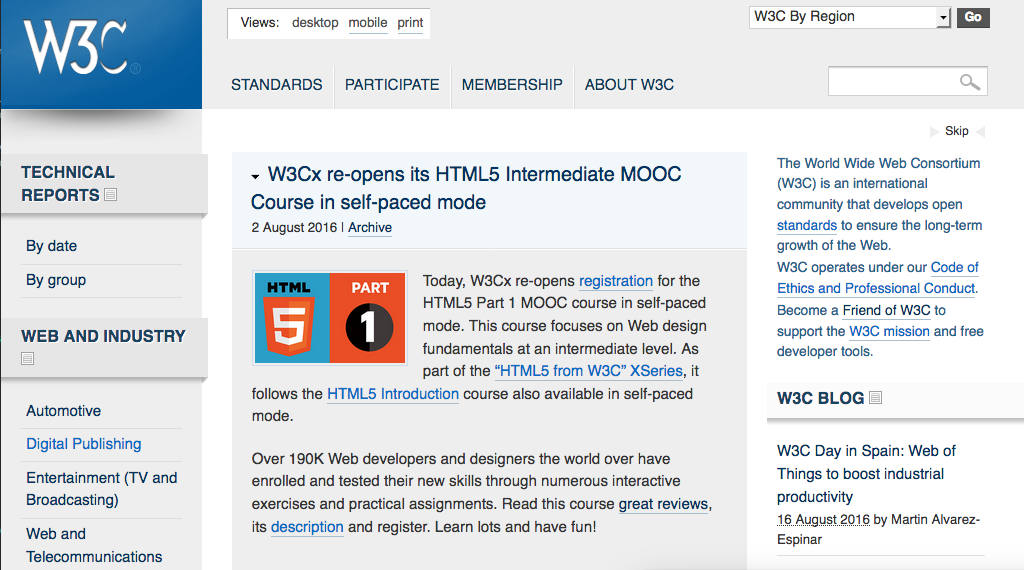 W3C®
Views: desktop mobile print
W3C By Region
Go
STANDARDS
PARTICIPATE
MEMBERSHIP
ABOUT W3C
Skip
TECHNICAL
REPORTS
By date
By group
WEB AND INDUSTRY
Automotive
Digital Publishing
Entertainment (TV and
Broadcasting)
Web and
Telecommunications
W3Cx re-opens its HTML5 Intermediate MOOC
Course in self-paced mode
2 August 2016 | Archive
HTML
5
PART
1
Today, W3Cx re-opens registration for the
HTML5 Part 1 MOOC course in self-paced
mode. This course focuses on Web design
fundamentals at an intermediate level. As
part of the “HTML5 from W3C” XSeries, it
follows the HTML5 Introduction course also available in self-paced
mode.
Over 190K Web developers and designers the world over have
enrolled and tested their new skills through numerous interactive
exercises and practical assignments. Read this course great reviews,
its description and register. Learn lots and have fun!
The World Wide Web Consortium
(W3C) is an international
community that develops open
standards to ensure the long-term
growth of the Web.
W3C operates under our Code of
Ethics and Professional Conduct.
Become a Friend of W3C to
support the W3C mission and free
developer tools.
W3C BLOG
W3C Day in Spain: Web of
Things to boost industrial
productivity
16 August 2016 by Martin Alvarez-
Espinar